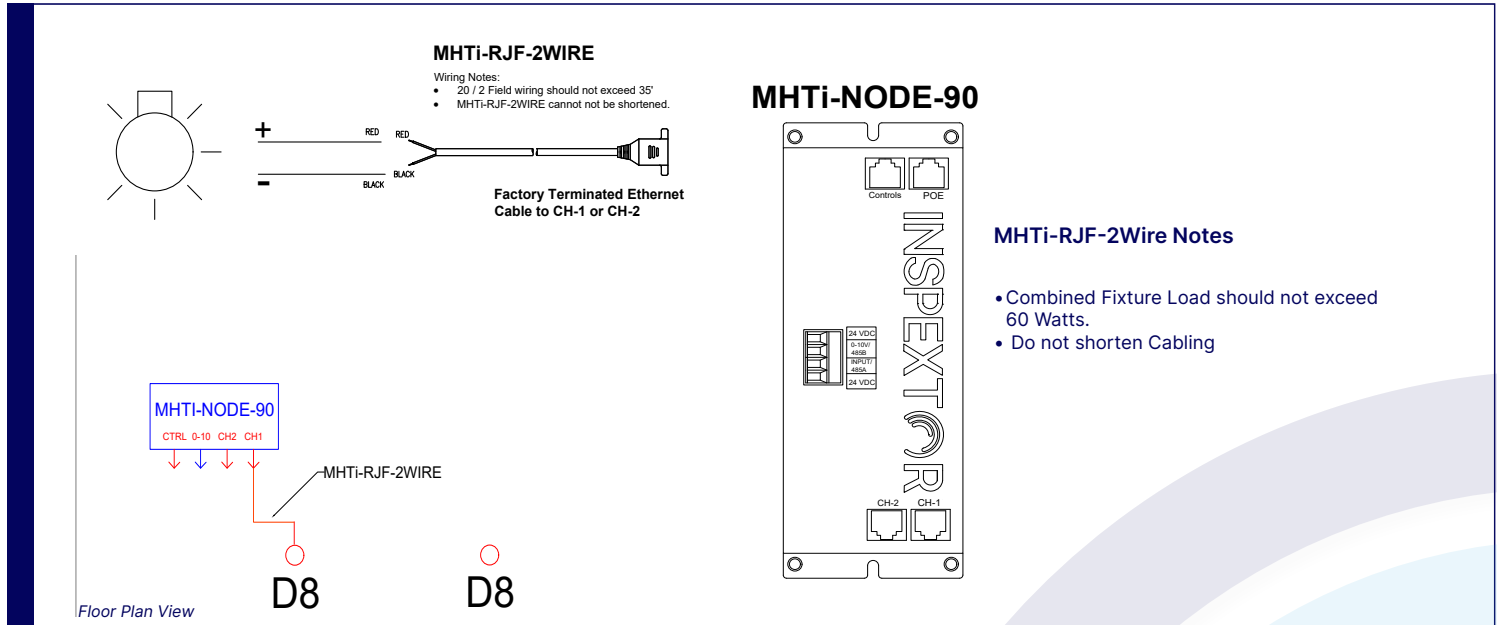 MHTi-RJF-2WIRE
Wiring Notes:
• 20 / 2 Field wiring should not exceed 35'
• MHTi-RJF-2WIRE cannot not be shortened.
+
RED RED
BLACK
-
BLACK
Factory Terminated Ethernet
Cable to CH-1 or CH-2
MHTi-NODE-90
Controls POE
INSPEXTOR
24 VDC
0-10V/
485B
INPUT/
485A
24 VDC
CH-2 CH-1
MHTi-RJF-2Wire Notes
• Combined Fixture Load should not exceed
60 Watts.
• Do not shorten Cabling
MHTI-NODE-90
CTRL 0-10 CH2 CH1
MHTi-RJF-2WIRE
D8 D8
Floor Plan View